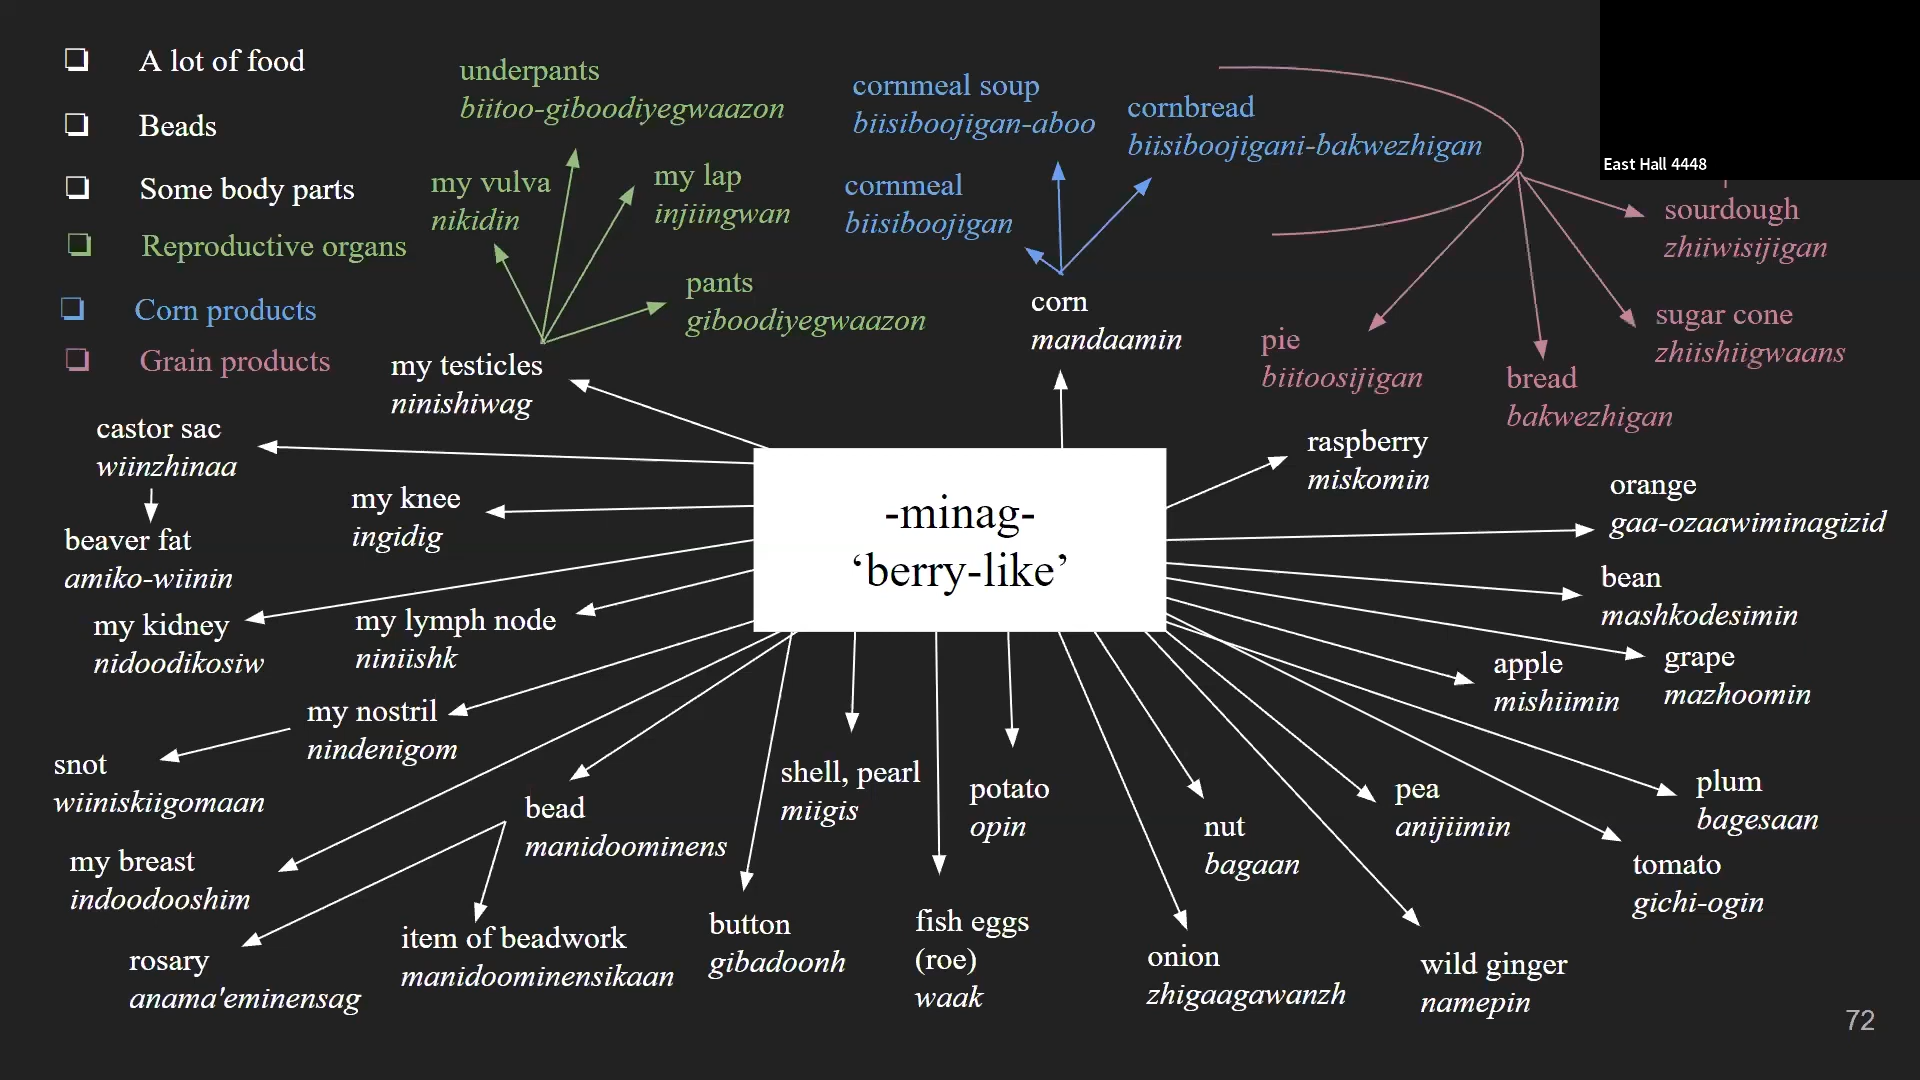 A lot of food
Beads
Some body parts
Reproductive organs
Corn products
Grain products
underpants
biitoo-giboodiyegwaazon
my vulva
nikidin
my lap
injiingwan
pants
giboodiyegwaazon
my testicles
ninishiwag
cornmeal soup
biisiboojigan-aboo
cornbread
biisiboojigani-bakwezhigan
cornmeal
biisiboojigan
corn
mandaamin
East Hall 4448
sourdough
zhiiwisijigan
sugar cone
zhiishiigwaans
pie
biitoosijigan
bread
bakwezhigan
castor sac
wiinzhinaa
beaver fat
amiko-wiinin
my knee
ingidig
my kidney
nidoodikosiw
my lymph node
niniishk
my nostril
nindenigom
snot
wiiniskiigomaan
my breast
indoodooshim
-minag-
‘berry-like’
raspberry
miskomin
orange
gaa-ozaawiminagizid
bean
mashkodesimin
apple
mishiimin
grape
mazhoomin
plum
bagesaan
tomato
gichi-ogin
pea
anijiimin
nut
bagaan
wild ginger
namepin
onion
zhigaagawanzh
potato
opin
fish eggs
(roe)
waak
shell, pearl
miigis
button
gibadoonh
bead
manidoominens
item of beadwork
manidoominensikaan
rosary
anama'eminensag
72